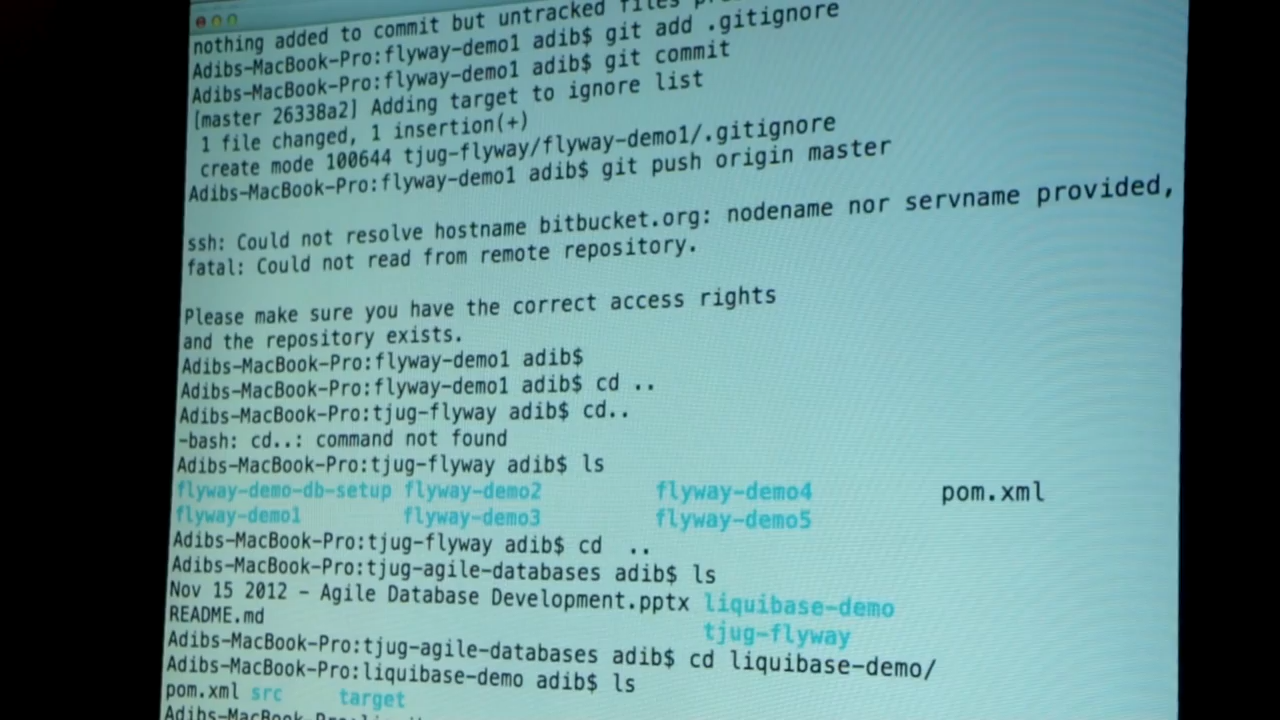 nothing added to commit but untracked files
Adibs-MacBook-Pro:flyway-demo1 adib$ git add .gitignore
Adibs-MacBook-Pro:flyway-demo1 adib$ git commit
[master 26338a2] Adding target to ignore list
1 file changed, 1 insertion(+)
create mode 100644 tjug-flyway/flyway-demo1/.gitignore
Adibs-MacBook-Pro:flyway-demo1 adib$ git push origin master
ssh: Could not resolve hostname bitbucket.org: nodename nor servname provided,
fatal: Could not read from remote repository.
Please make sure you have the correct access rights
and the repository exists.
Adibs-MacBook-Pro:flyway-demo1 adib$
Adibs-MacBook-Pro:flyway-demo1 adib$ cd ..
Adibs-MacBook-Pro:tjug-flyway adib$ cd..
-bash: cd..: command not found
Adibs-MacBook-Pro:tjug-flyway adib$ ls
flyway-demo-db-setup flyway-demo2 flyway-demo4 pom.xml
flyway-demo1 flyway-demo3 flyway-demo5
Adibs-MacBook-Pro:tjug-flyway adib$ cd  ..
Adibs-MacBook-Pro:tjug-agile-databases adib$ ls
Nov 15 2012 - Agile Database Development.pptx liquibase-demo
README.md tjug-flyway
Adibs-MacBook-Pro:tjug-agile-databases adib$ cd liquibase-demo/
Adibs-MacBook-Pro:liquibase-demo adib$ ls
pom.xml src target